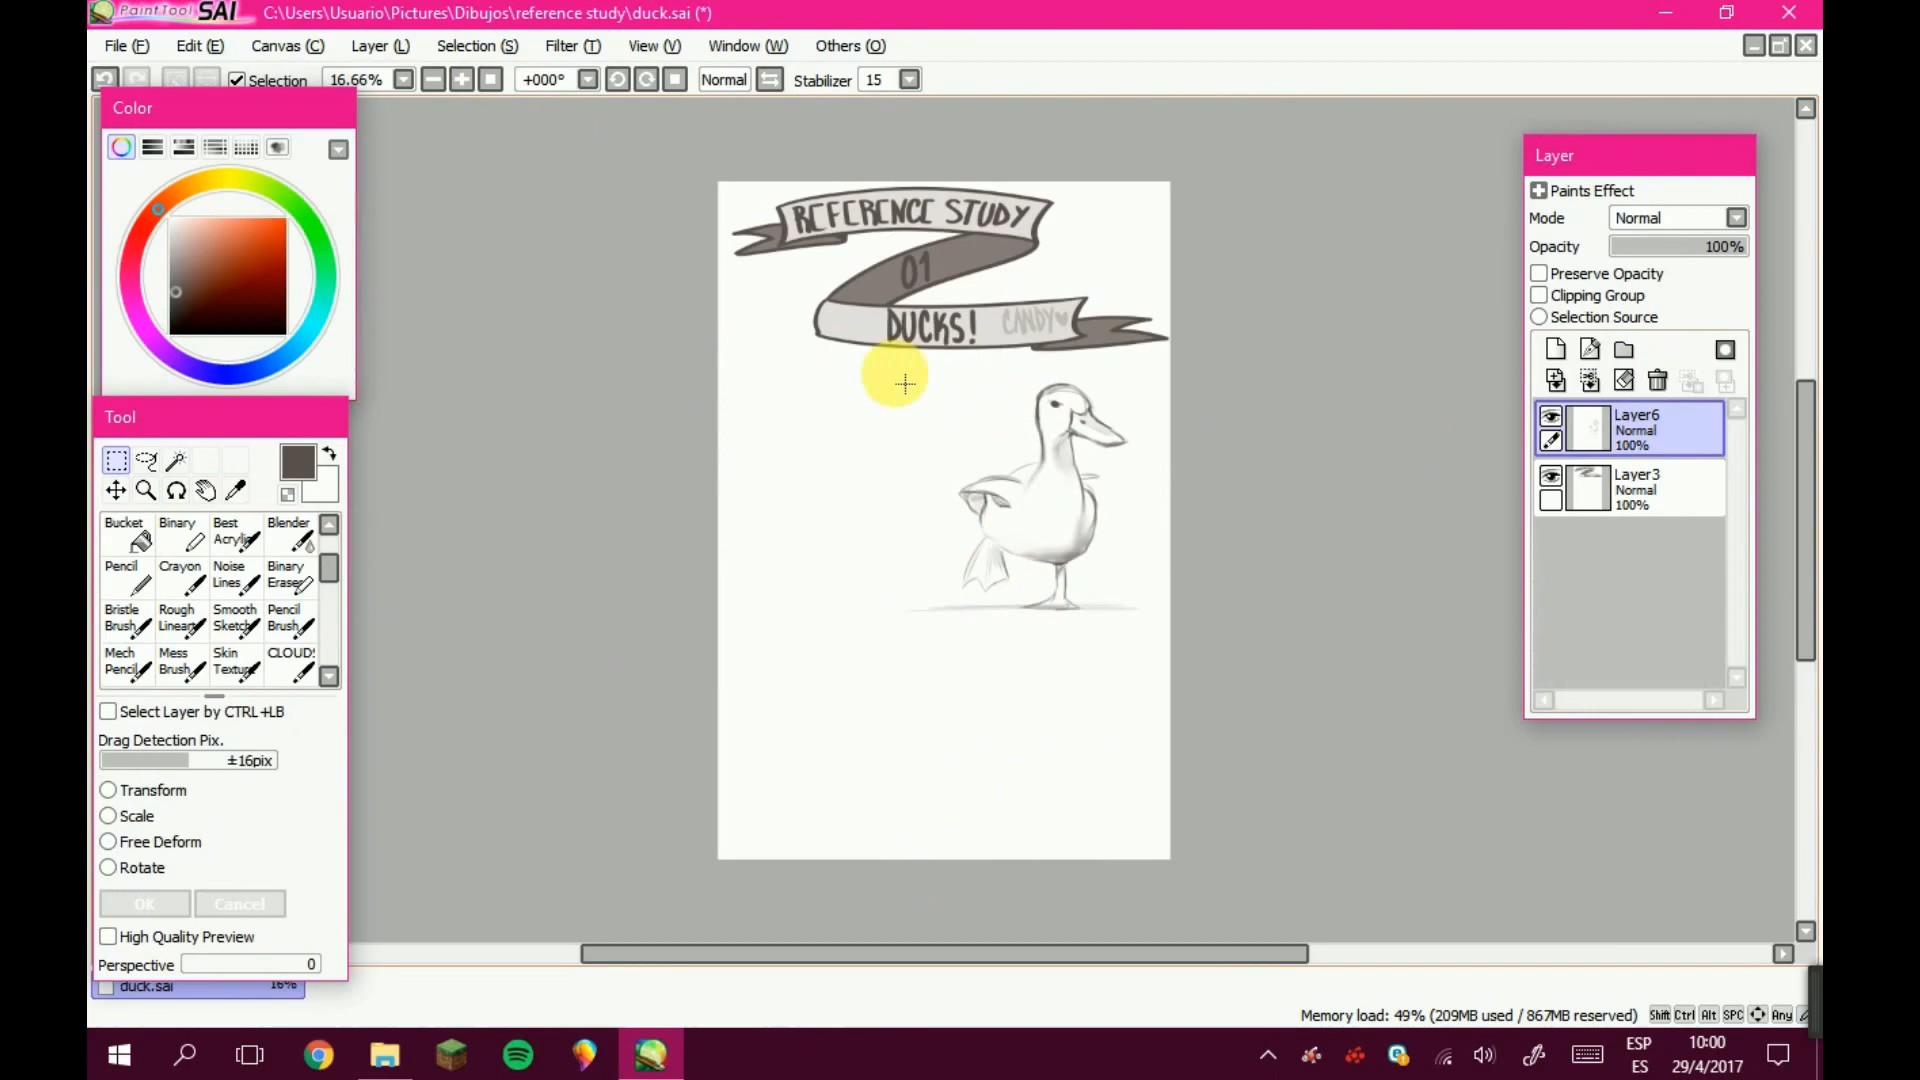 PaintTool SAI C:\Users\Usuario\Pictures\Dibujos\reference study\duck.sai (*)
File (F) Edit (E) Canvas (C) Layer (L) Selection (S) Filter (T) View (V) Window (W) Others (O)
Selection 16.66% +000° Normal Stabilizer 15
Color
Tool
Bucket Binary Best Acrylic Blender
Pencil Crayon Noise Lines Binary Eraser
Bristle Brush Rough Lineart Smooth Sketch Pencil Brush
Mech Pencil Mess Brush Skin Texture CLOUDS
Select Layer by CTRL+LB
Drag Detection Pix.
±16pix
Transform
Scale
Free Deform
Rotate
OK Cancel
High Quality Preview
Perspective 0
duck.sai 16%
REFERENCE STUDY
01
DUCKS! CANDY
Layer
Paints Effect
Mode Normal
Opacity 100%
Preserve Opacity
Clipping Group
Selection Source
Layer6
Normal
100%
Layer3
Normal
100%
Memory load: 49% (209MB used / 867MB reserved) Shift Ctrl Alt SPC Any
ESP
ES
10:00
29/4/2017